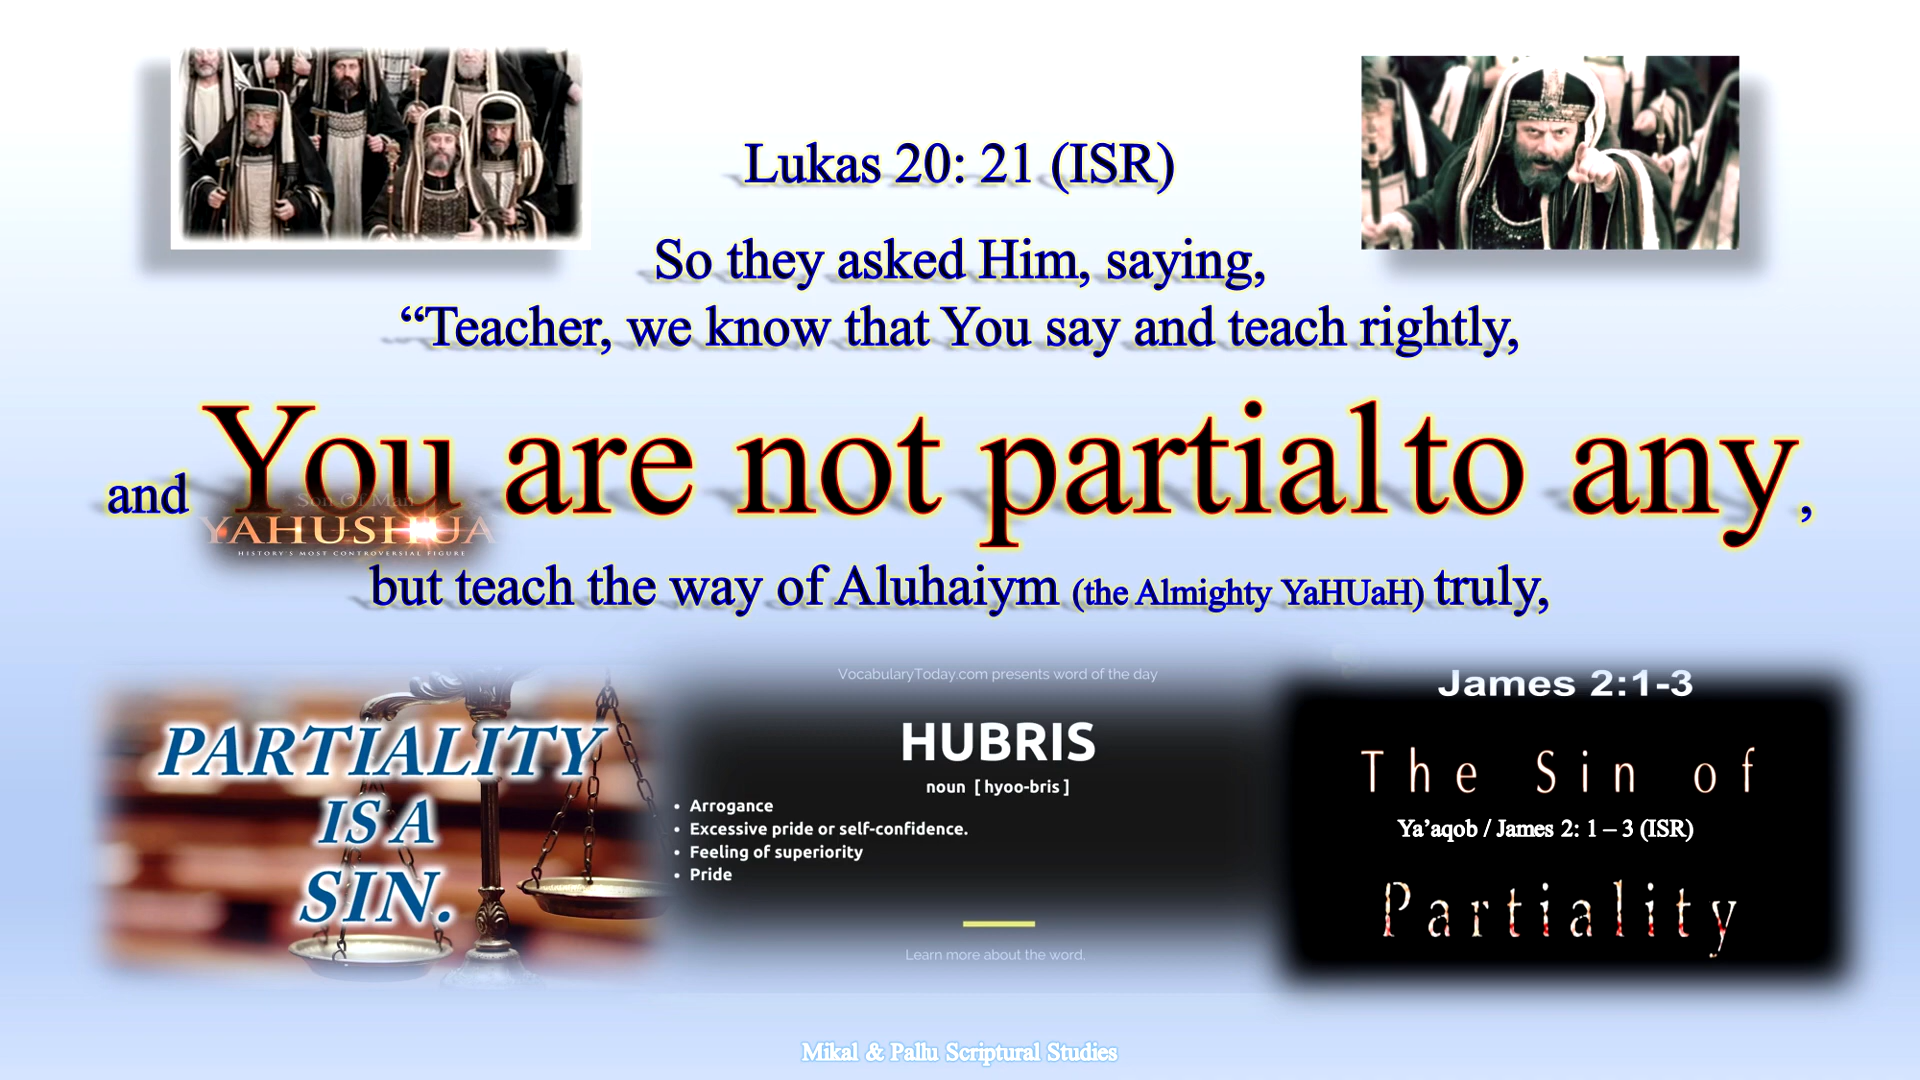 Lukas 20: 21 (ISR)
So they asked Him, saying,
“Teacher, we know that You say and teach rightly,
and You are not partial to any,
Son Of Man
YAHUSHUA
HISTORY'S MOST CONTROVERSIAL FIGURE
but teach the way of Aluhaiym (the Almighty YaHUaH) truly,
PARTIALITY
IS A
SIN.
VocabularyToday.com presents word of the day
HUBRIS
noun [ hyoo-bris ]
• Arrogance
• Excessive pride or self-confidence.
• Feeling of superiority
• Pride
Learn more about the word.
James 2:1-3
The Sin of
Ya’aqob / James 2: 1 – 3 (ISR)
Partiality
Mikal & Pallu Scriptural Studies